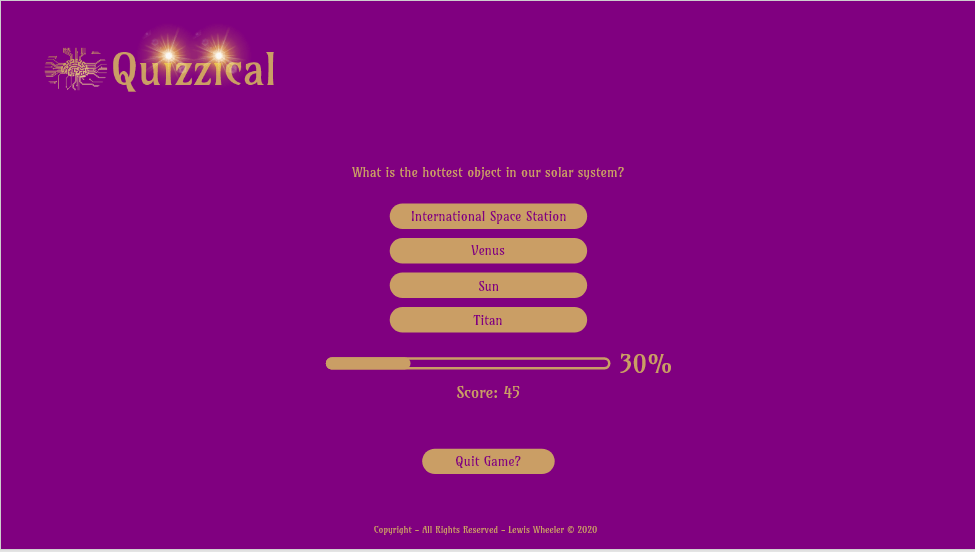 Quizzical
What is the hottest object in our solar system?
International Space Station
Venus
Sun
Titan
30%
Score: 45
Quit Game?
Copyright - All Rights Reserved - Lewis Wheeler © 2020